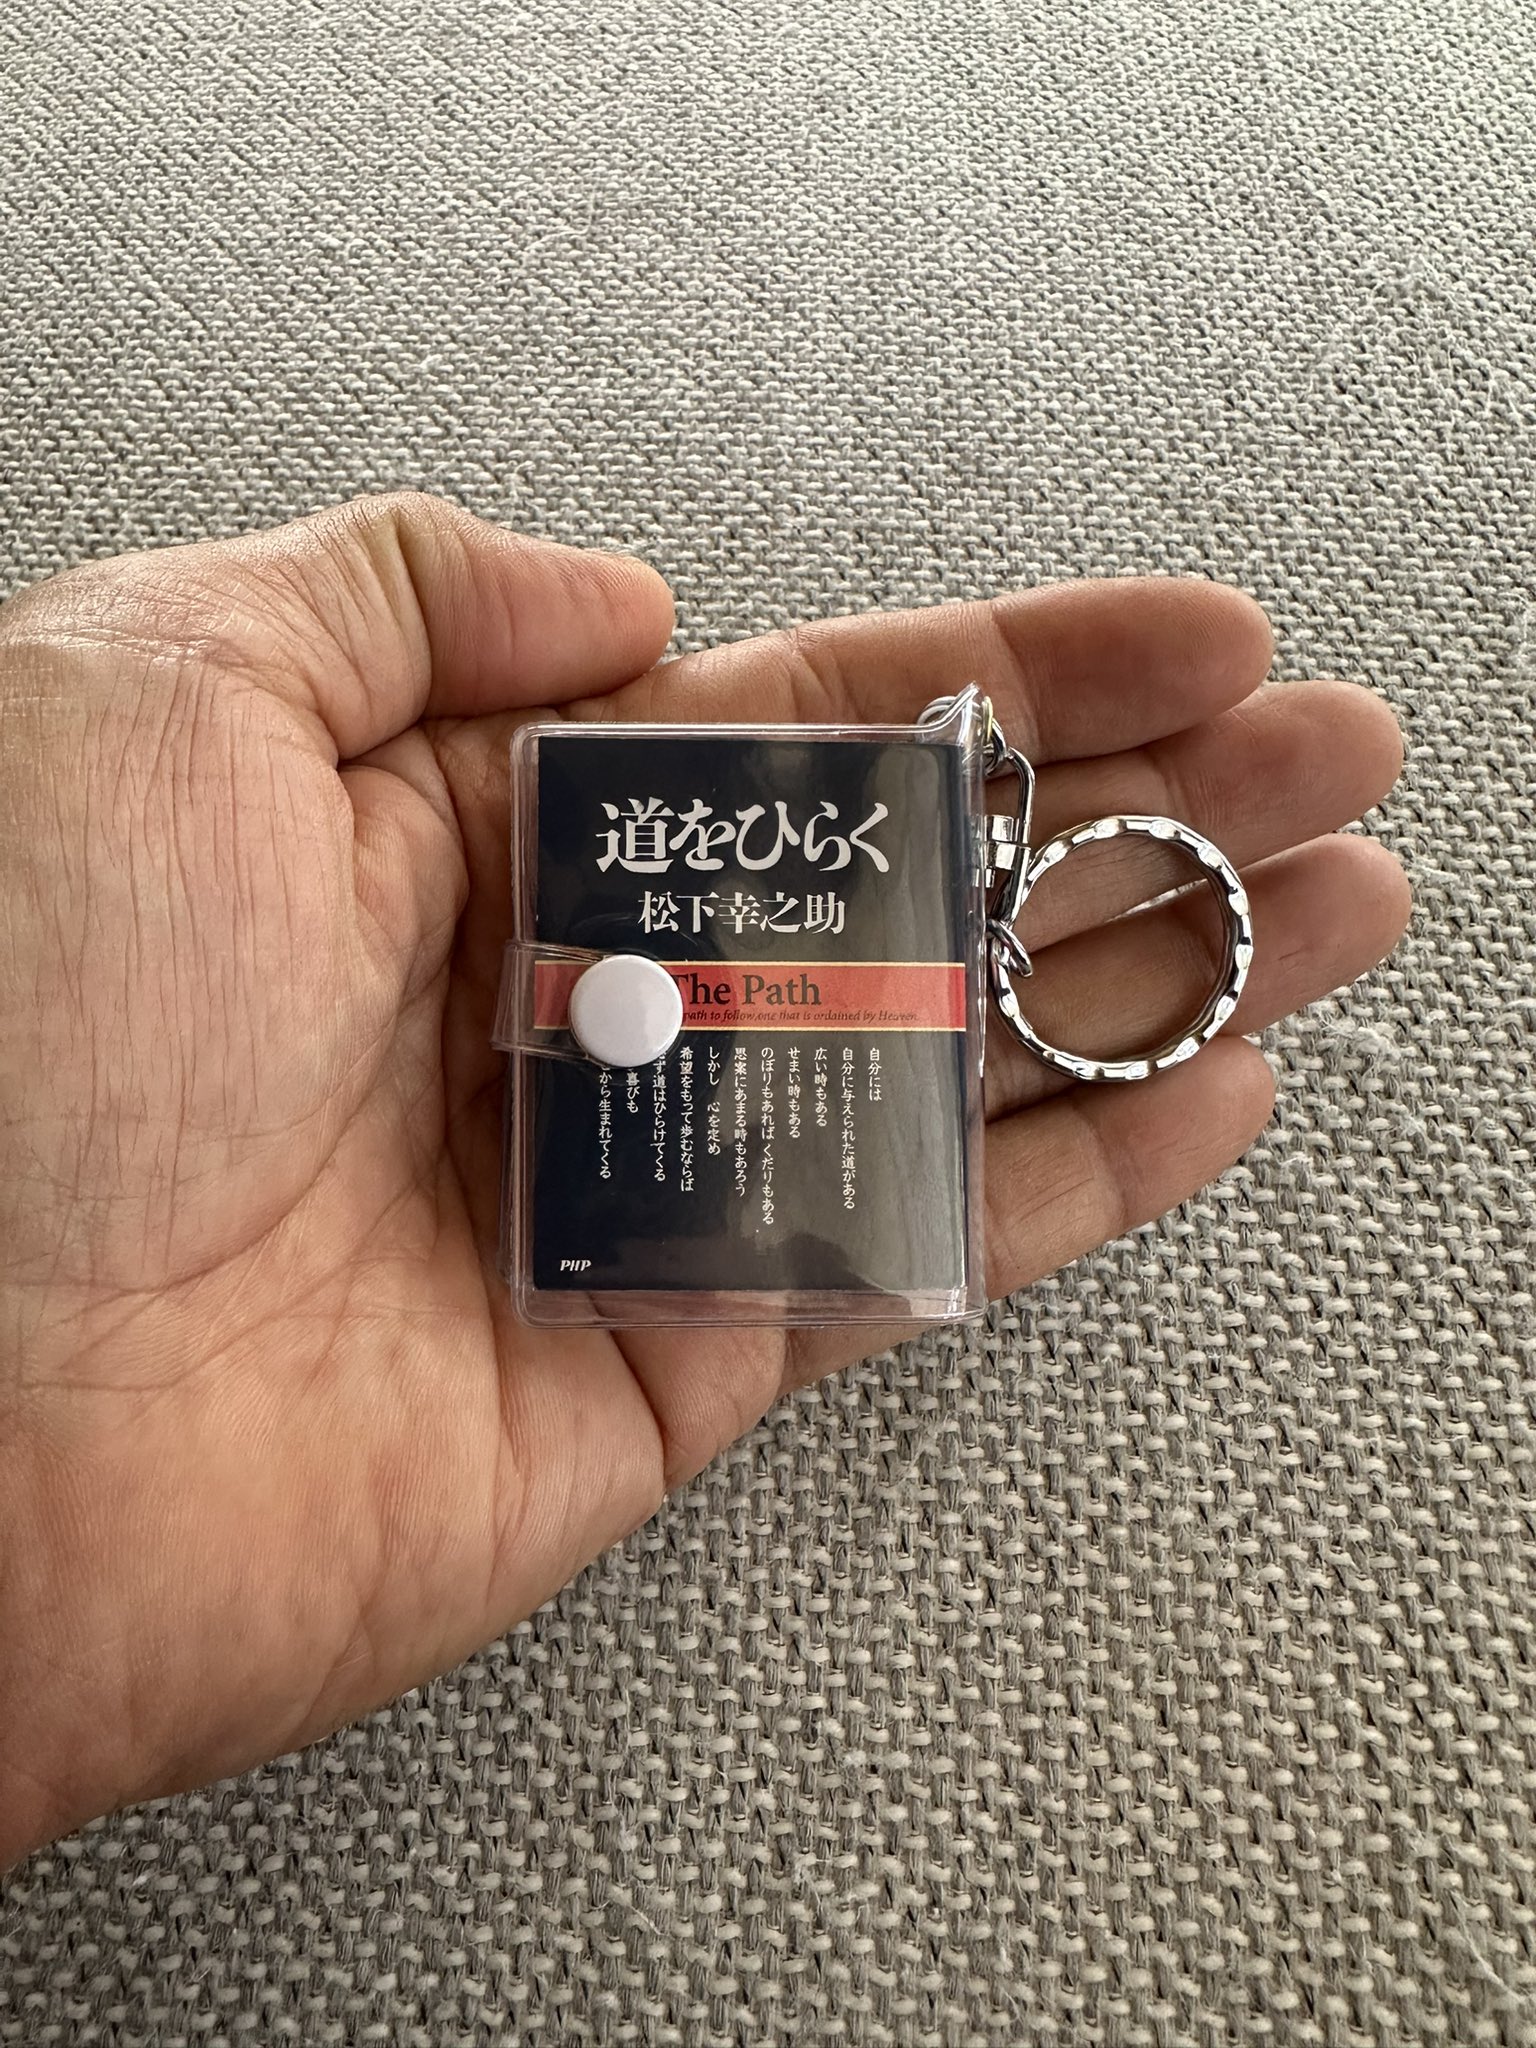 道をひらく
松下幸之助
The Path
path to follow, one that is ordained by Heaven...
自分には
自分に与えられた道がある
広い時もある
せまい時もある
のぼりもあれば くだりもある
思案にあまる時もあろう
しかし 心を定め
希望をもって歩むならば
ず道はひらけてくる
喜びも
から生まれてくる
PHP